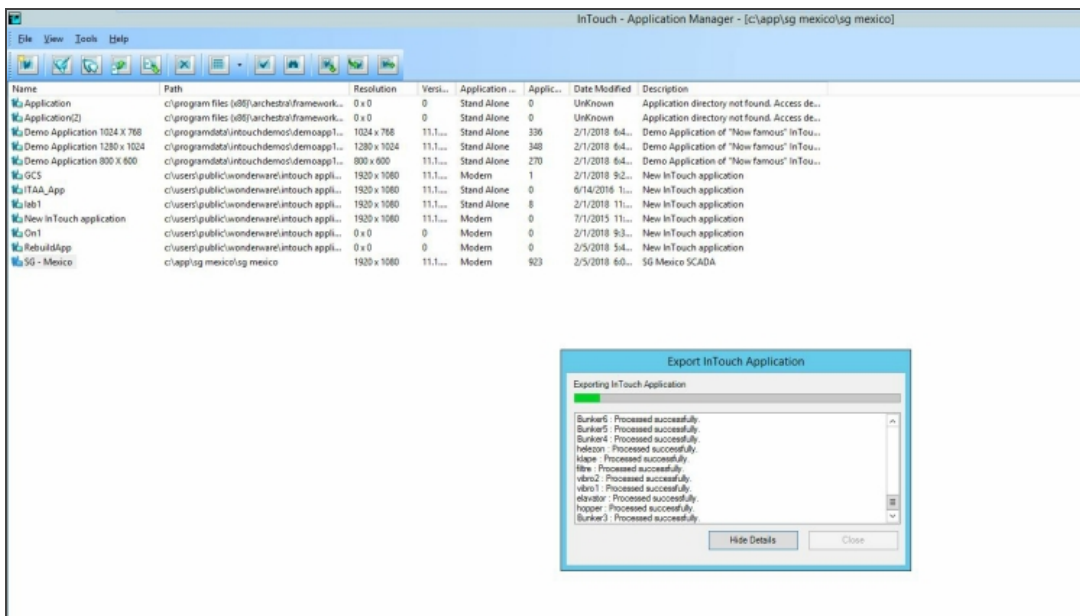 InTouch - Application Manager - [c:\app\sg mexico\sg mexico]
File View Tools Help
Name Path Resolution Versi... Application ... Applic... Date Modified Description
Application c:\program files (x86)\archestra\framework... 0 x 0 0 Stand Alone 0 UnKnown Application directory not found. Access de...
Application(2) c:\program files (x86)\archestra\framework... 0 x 0 0 Stand Alone 0 UnKnown Application directory not found. Access de...
Demo Application 1024 X 768 c:\programdata\intouchdemos\demoapp1... 1024 x 768 11.1.... Stand Alone 336 2/1/2018 6:4... Demo Application of "Now famous" InTou...
Demo Application 1280 x 1024 c:\programdata\intouchdemos\demoapp1... 1280 x 1024 11.1.... Stand Alone 348 2/1/2018 6:4... Demo Application of "Now famous" InTou...
Demo Application 800 X 600 c:\programdata\intouchdemos\demoapp1... 800 x 600 11.1.... Stand Alone 270 2/1/2018 6:4... Demo Application of "Now famous" InTou...
GCS c:\users\public\wonderware\intouch appli... 1920 x 1080 11.1.... Modern 1 2/1/2018 9:2... New InTouch application
ITAA_App c:\users\public\wonderware\intouch appli... 1920 x 1080 11.1.... Stand Alone 0 6/14/2016 1:... New InTouch application
lab1 c:\users\public\wonderware\intouch appli... 1920 x 1080 11.1.... Stand Alone 8 2/1/2018 11:... New InTouch application
New InTouch application c:\users\public\wonderware\intouch appli... 1920 x 1080 11.1.... Modern 0 7/1/2015 11:... New InTouch application
On1 c:\users\public\wonderware\intouch appli... 0 x 0 0 Modern 0 2/1/2018 9:3... New InTouch application
RebuildApp c:\users\public\wonderware\intouch appli... 0 x 0 0 Modern 0 2/5/2018 5:4... New InTouch application
SG - Mexico c:\app\sg mexico\sg mexico 1920 x 1080 11.1.... Modern 923 2/5/2018 6:0... SG Mexico SCADA
Export InTouch Application
Exporting InTouch Application
Bunker6 : Processed successfully.
Bunker5 : Processed successfully.
Bunker4 : Processed successfully.
helezon : Processed successfully.
klape : Processed successfully.
filtre : Processed successfully.
vibro2 : Processed successfully.
vibro1 : Processed successfully.
elavator : Processed successfully.
hopper : Processed successfully.
Bunker3 : Processed successfully.
Hide Details Close